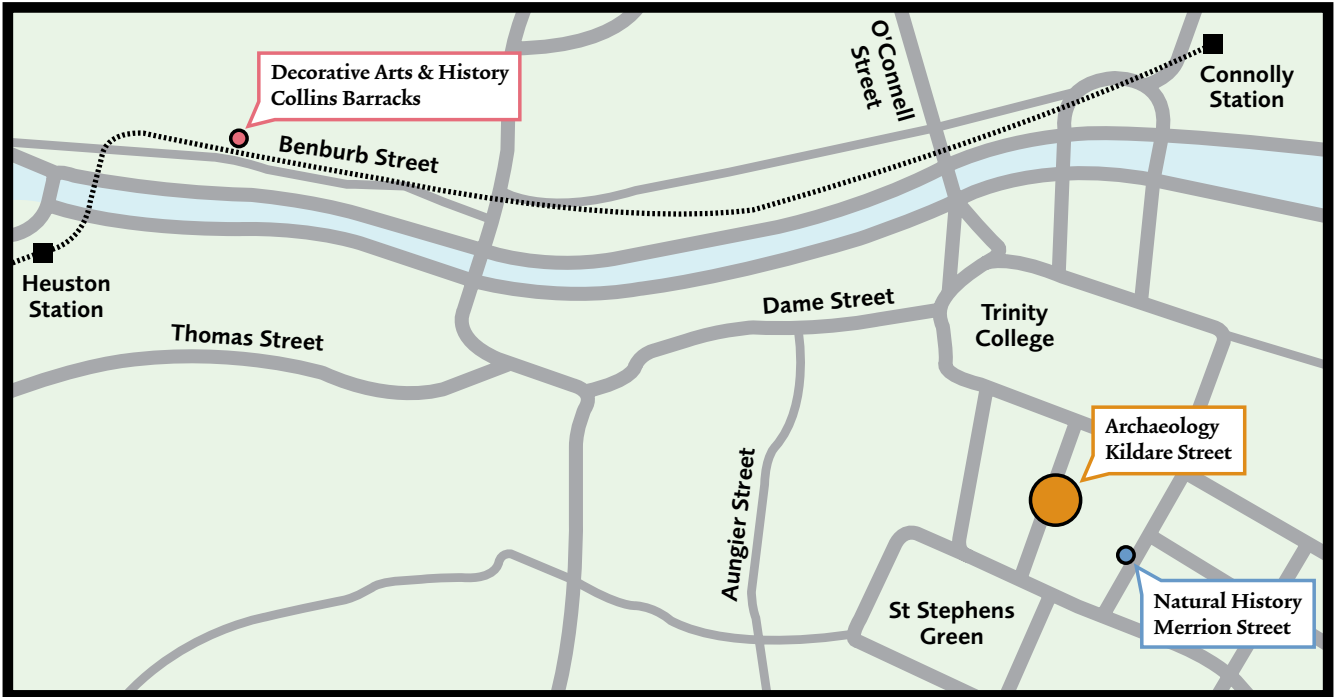 O'Connell
Street
Connolly
Station
Decorative Arts & History
Collins Barracks
Benburb Street
Heuston
Station
Thomas Street
Dame Street
Trinity
College
Archaeology
Kildare Street
Aungier Street
St Stephens
Green
Natural History
Merrion Street